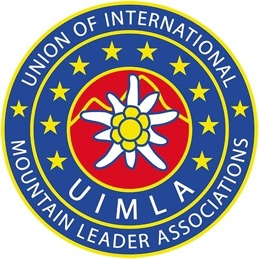 UNION OF INTERNATIONAL
MOUNTAIN LEADER ASSOCIATIONS
UIMLA